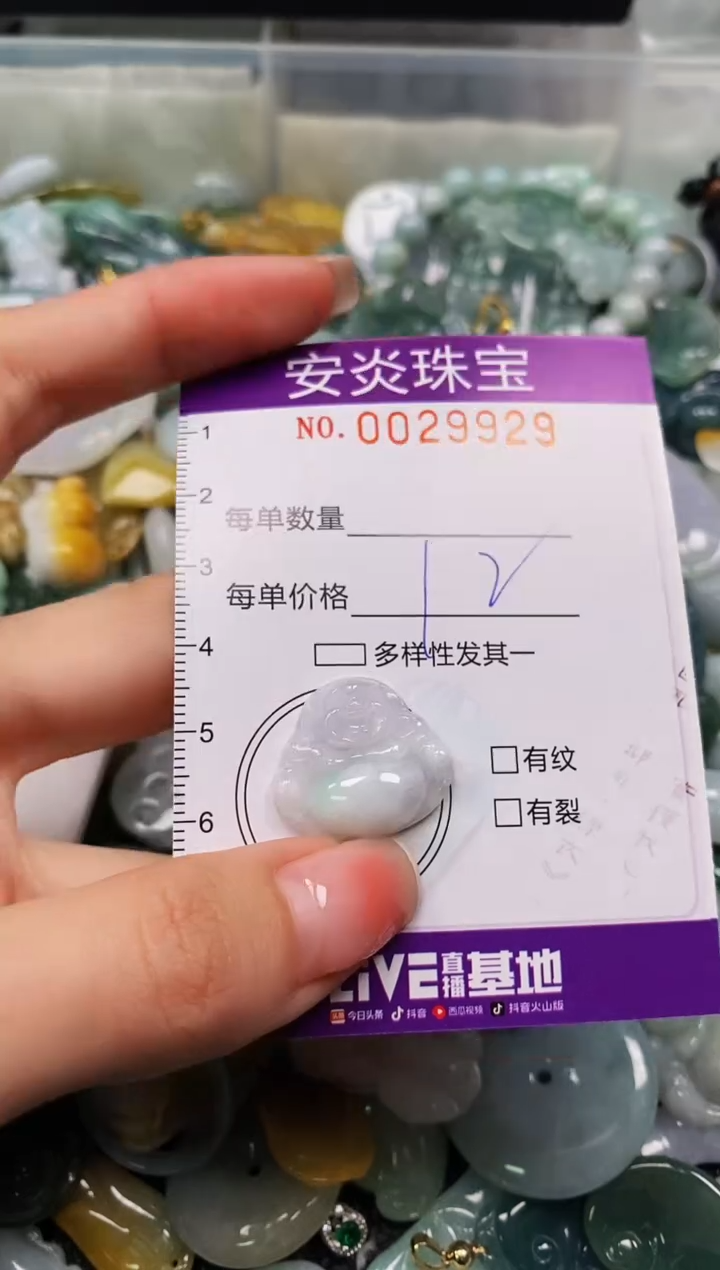 安炎珠宝
NO. 0029929
1
2
每单数量
3
每单价格
4
多样性发其一
5
有纹
有裂
6
LIVE直播基地
今日头条 抖音 西瓜视频 抖音火山版